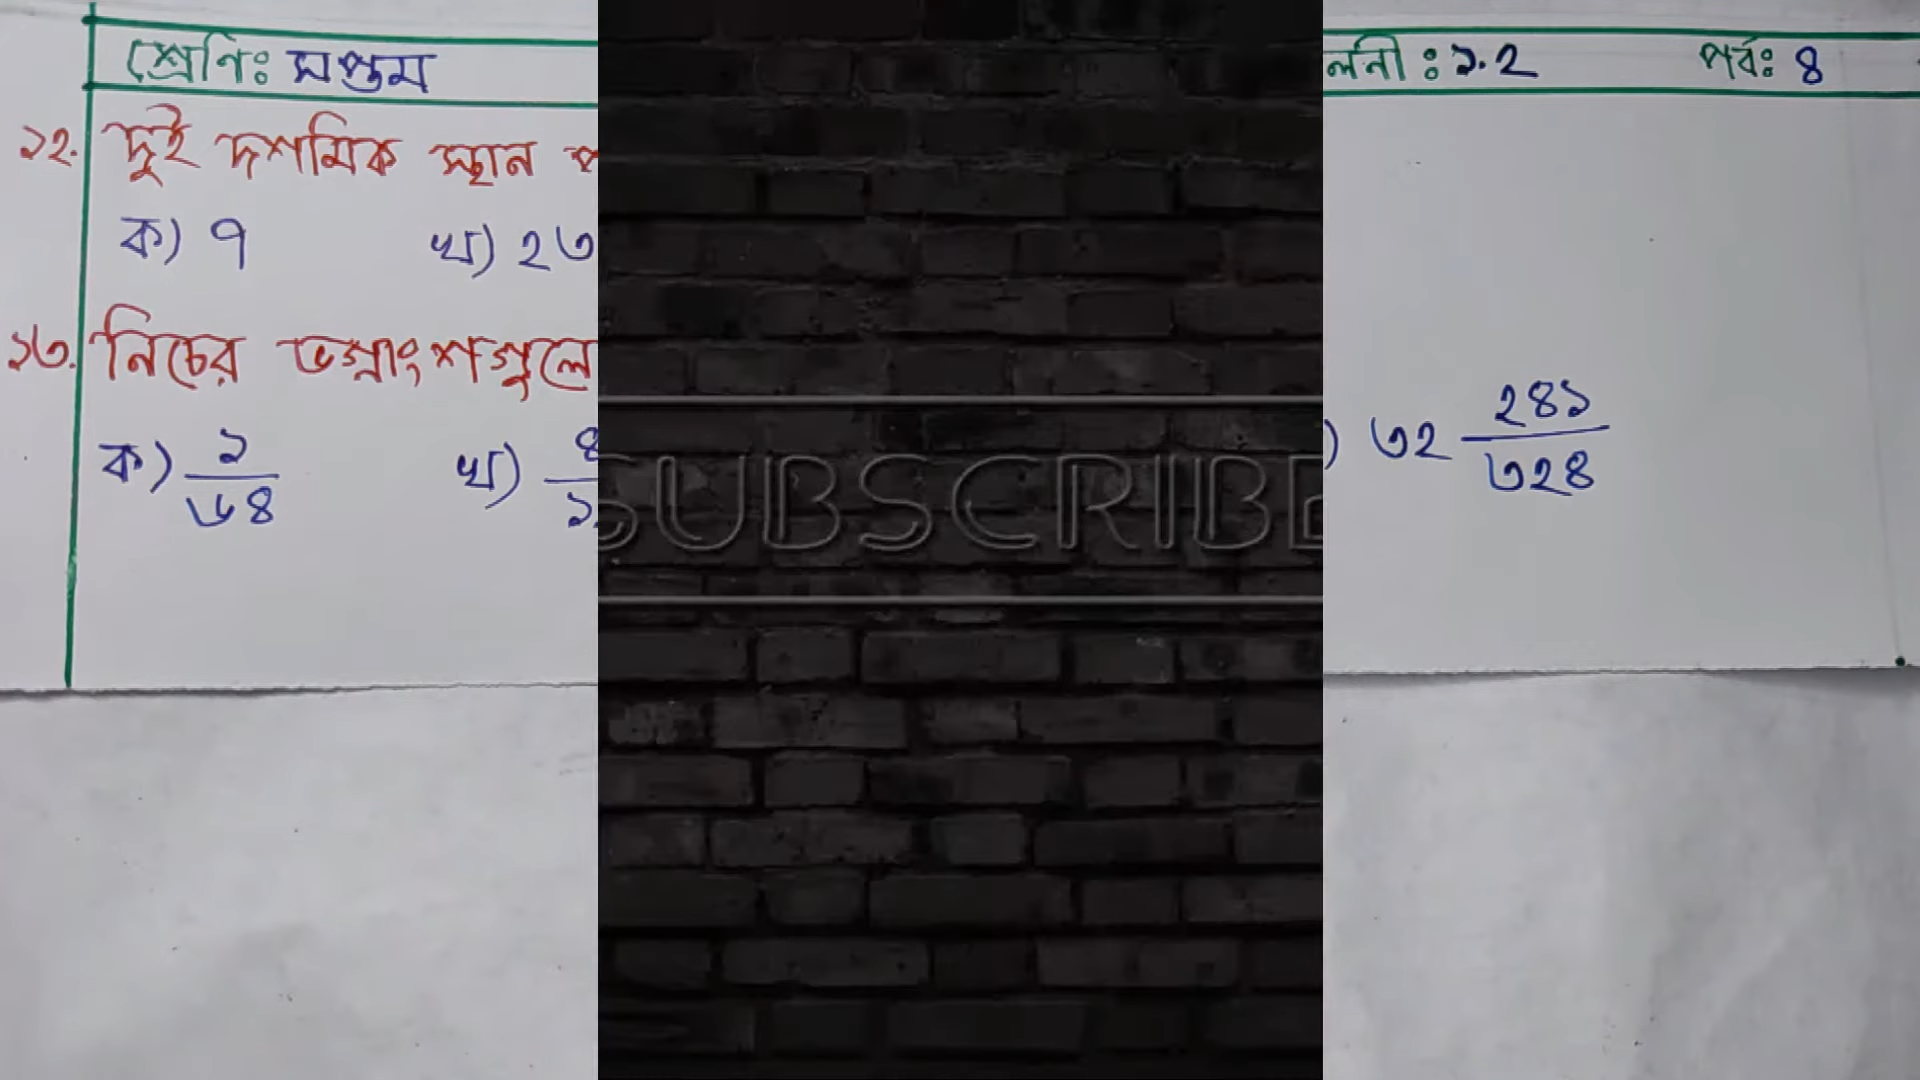 শ্রেণিঃ সপ্তম
লনী : ১.২ পর্বঃ ৪
১২. দুই দশমিক স্থান
ক) ৭ খ) ২৩
১৩. নিচের ভগ্নাংশগুলো
ক) ১/৬৪ খ) ) ৩২ ২৪১/৩২৪
SUBSCRIBE